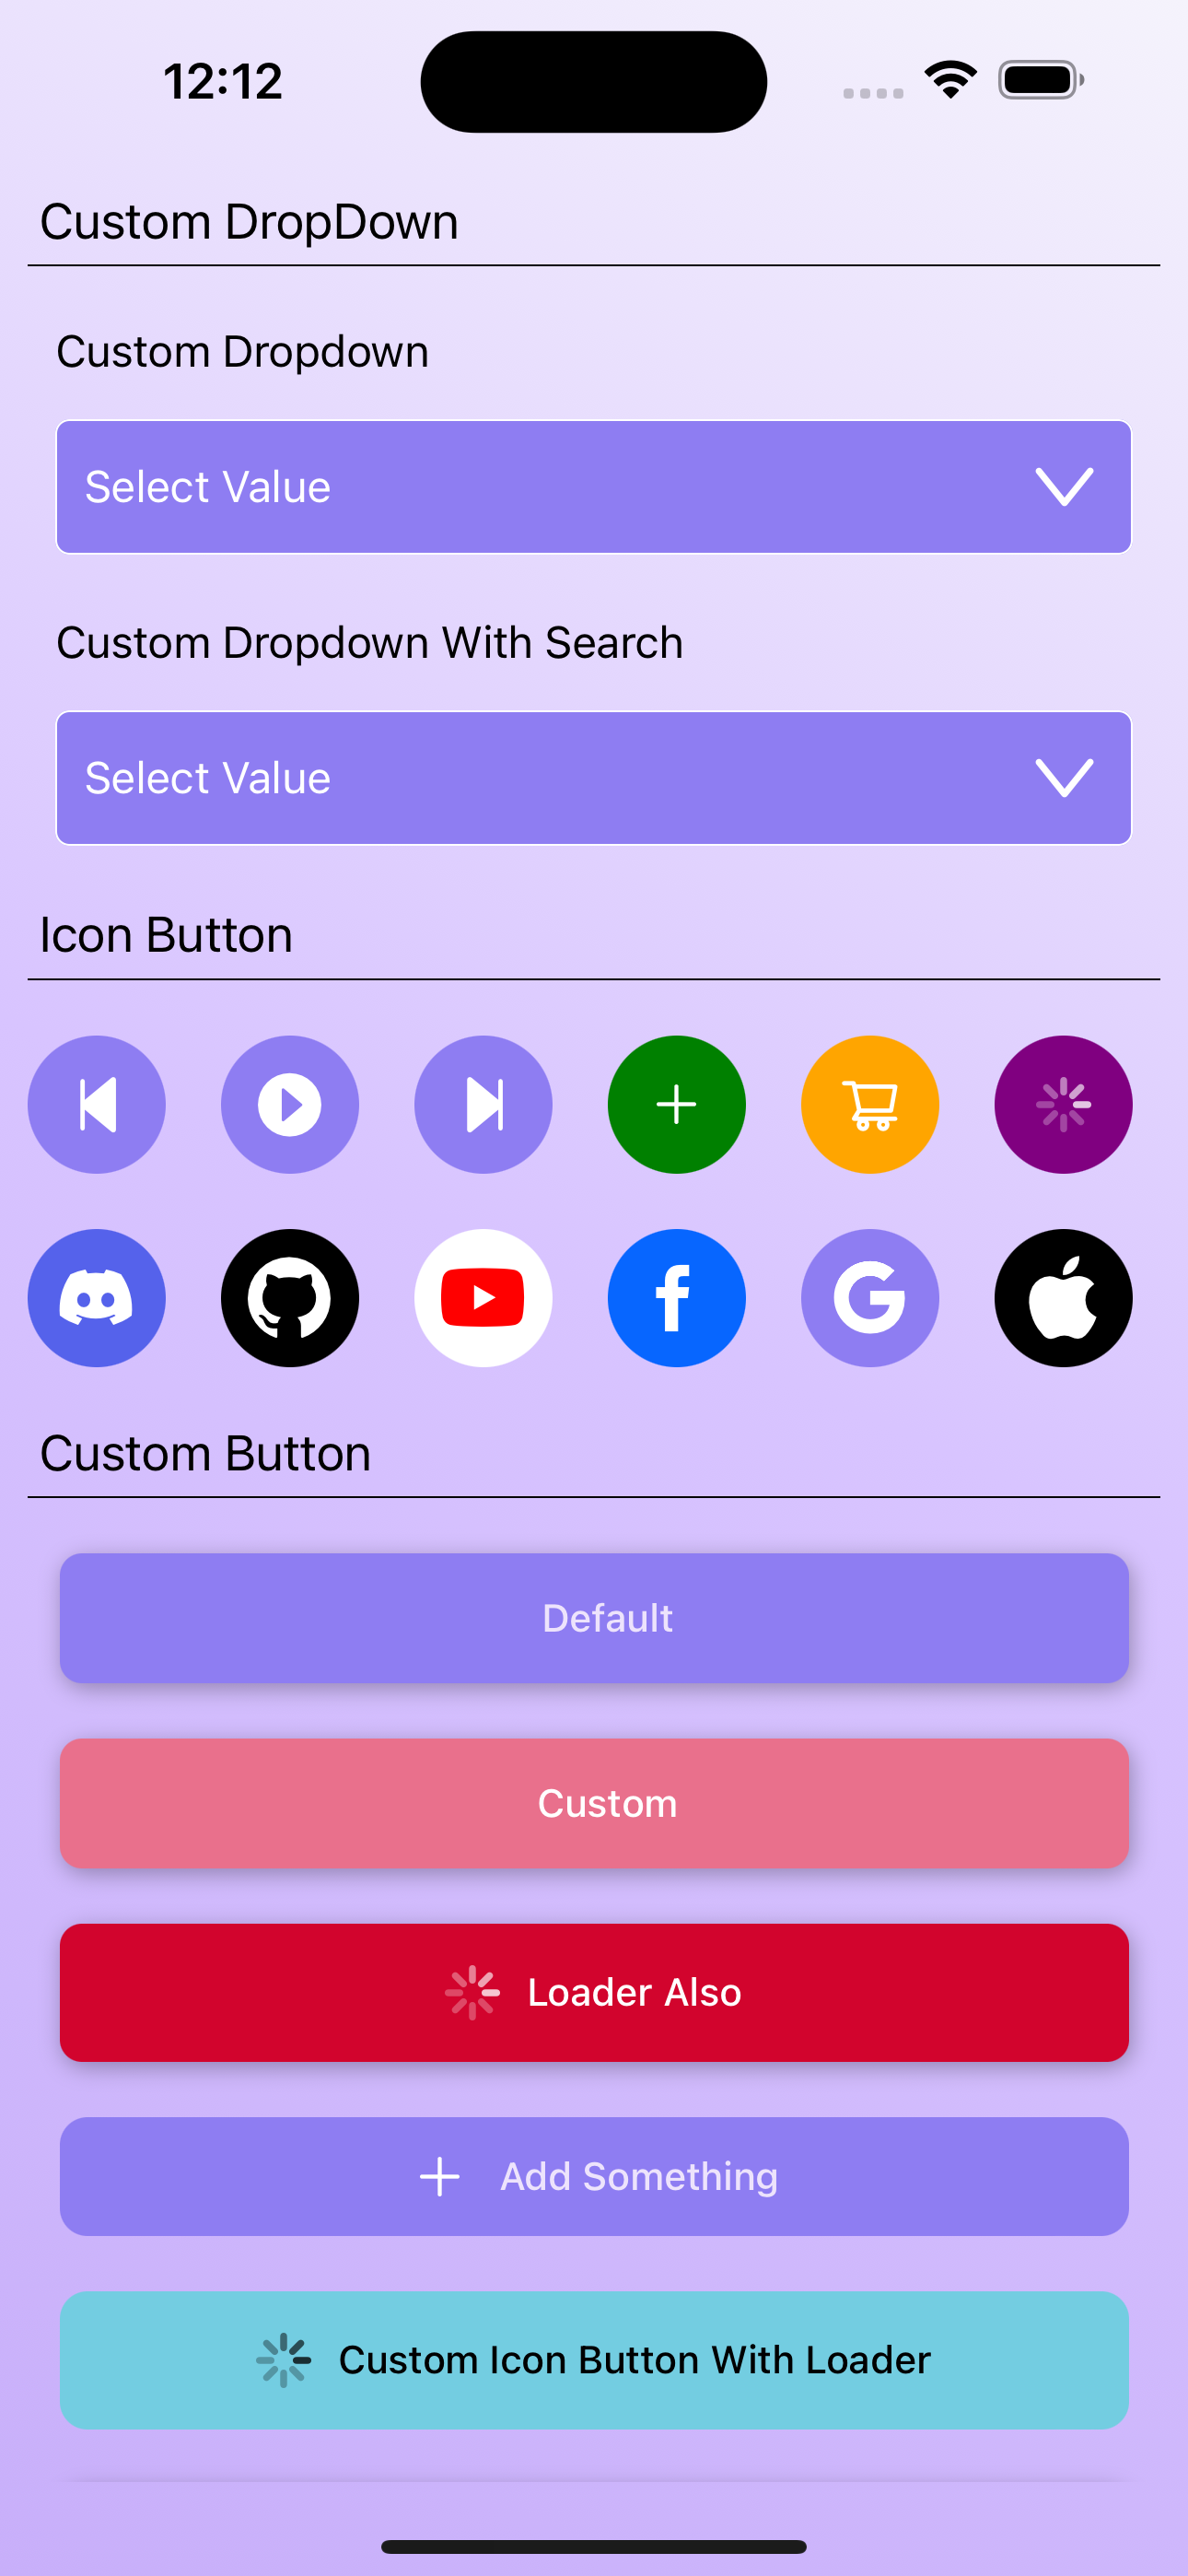 12:12
Custom DropDown
Custom Dropdown
Select Value
Custom Dropdown With Search
Select Value
Icon Button
Custom Button
Default
Custom
Loader Also
Add Something
Custom Icon Button With Loader